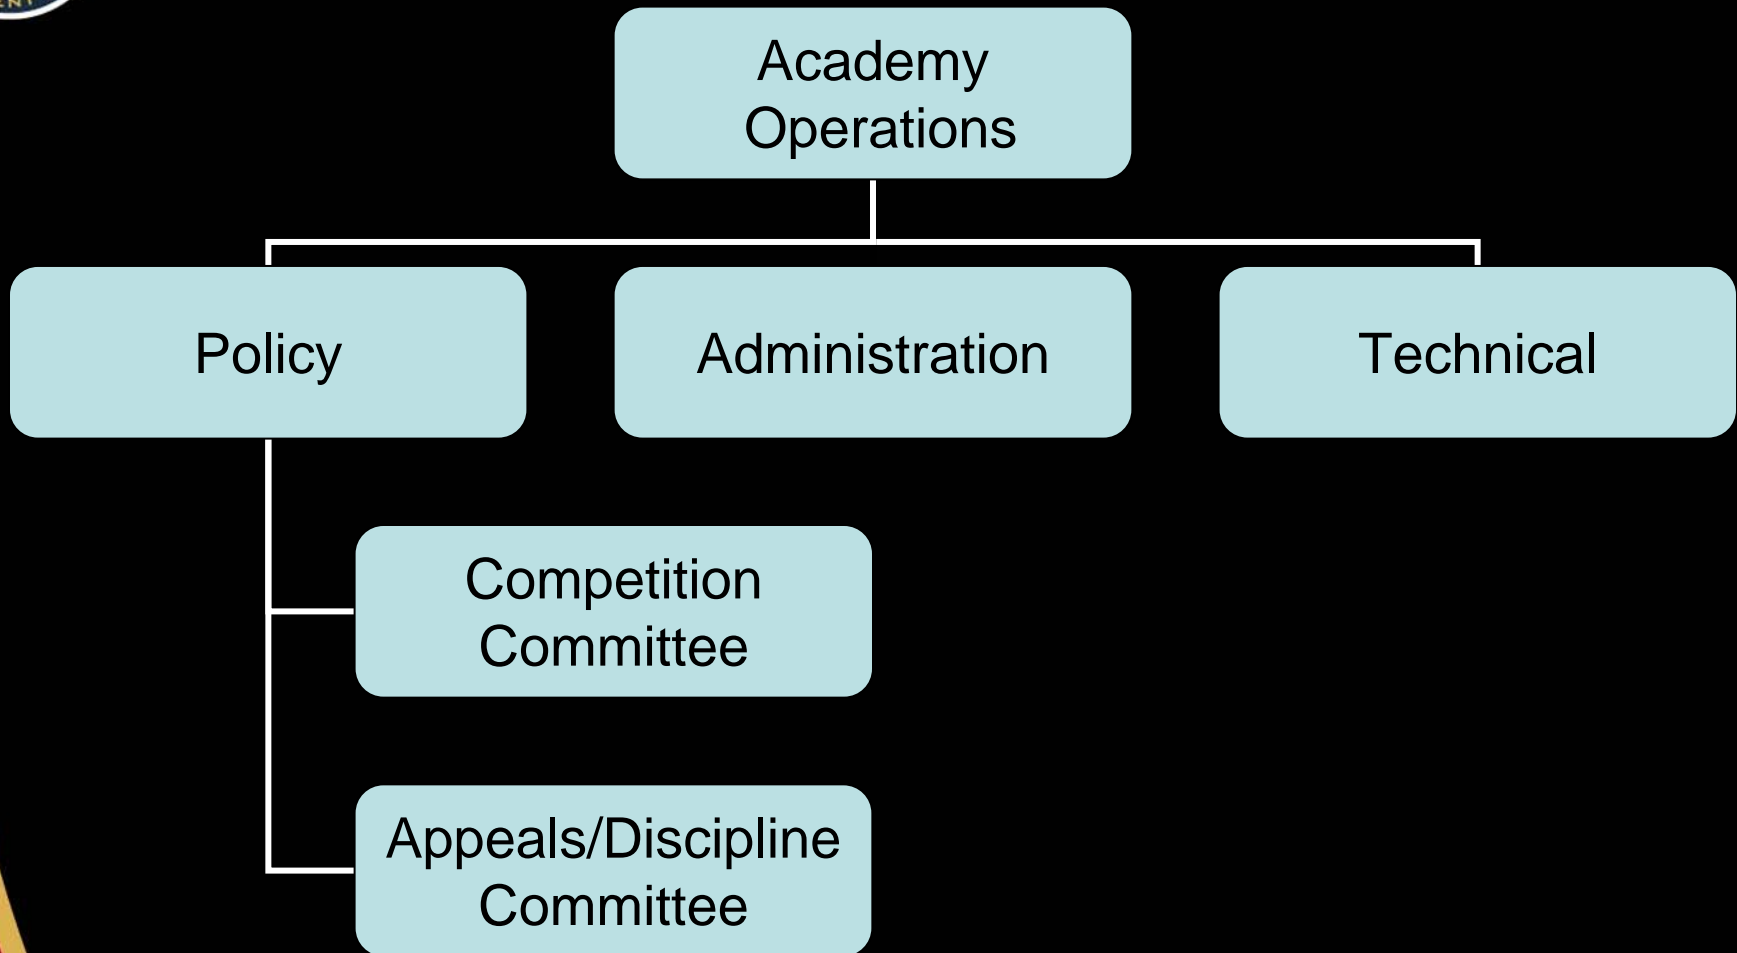 Academy
Operations
Policy
Administration
Technical
Competition
Committee
Appeals/Discipline
Committee